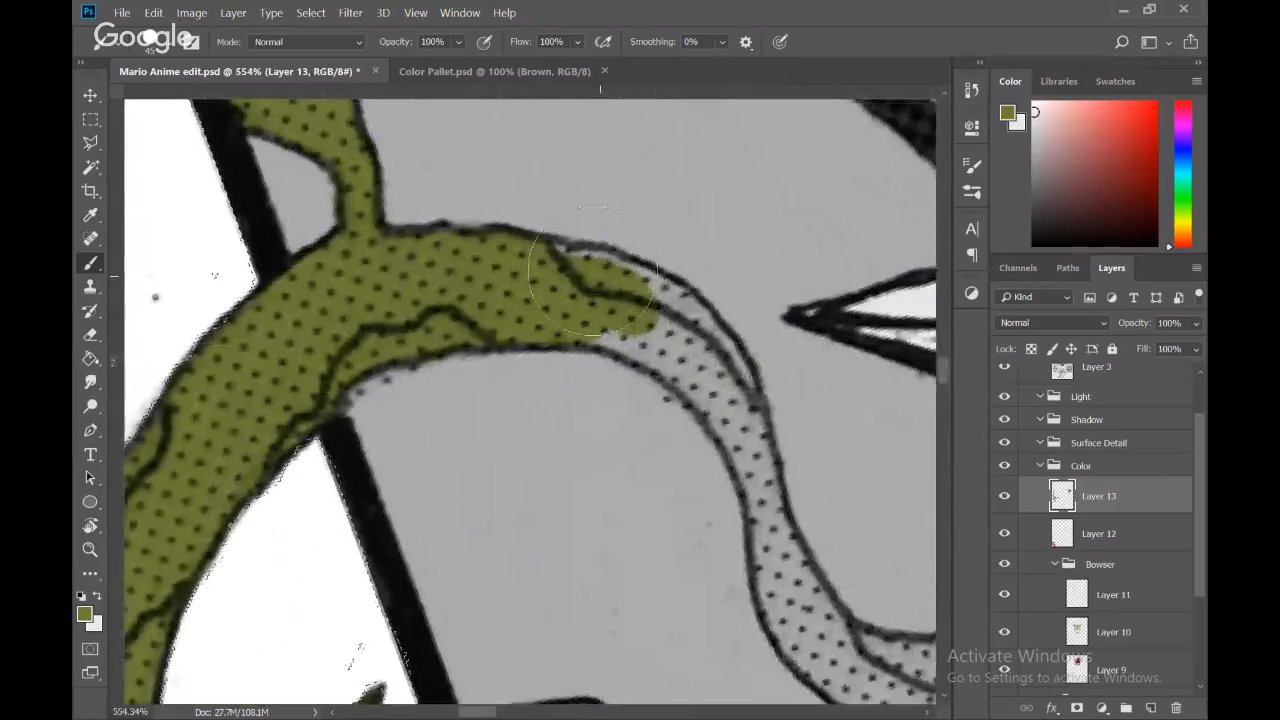 Ps File Edit Image Layer Type Select Filter 3D View Window Help
Google
45 Mode: Normal Opacity: 100% Flow: 100% Smoothing: 0%
Mario Anime edit.psd @ 554% (Layer 13, RGB/8#) * Color Pallet.psd @ 100% (Brown, RGB/8)
Color Libraries Swatches
Channels Paths Layers
Kind
Normal Opacity: 100%
Lock: Fill: 100%
Layer 3
Light
Shadow
Surface Detail
Color
Layer 13
Layer 12
Bowser
Layer 11
Layer 10
Layer 9
Activate Windows
Go to Settings to activate Windows.
554.34% Doc: 27.7M/108.1M